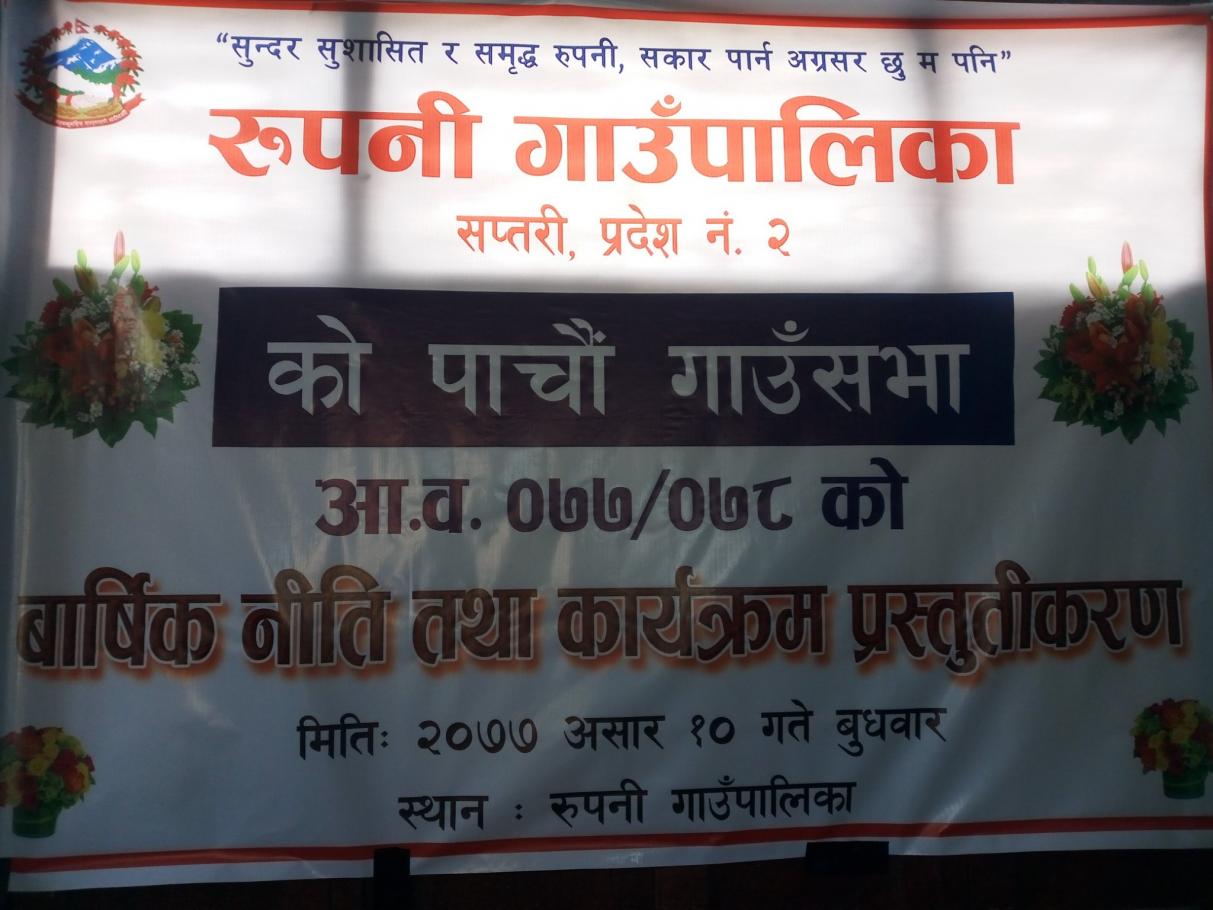 “सुन्दर सुशासित र समृद्ध रुपनी, सकार पार्न अग्रसर छु म पनि”
रूपनी गाउँपालिका
सप्तरी, प्रदेश नं. २
को पाचौं गाउँसभा
आ.व. ०७७/०७८ को
बार्षिक नीति तथा कार्यक्रम प्रस्तुतीकरण
मितिः २०७७ असार १० गते बुधवार
स्थान : रुपनी गाउँपालिका